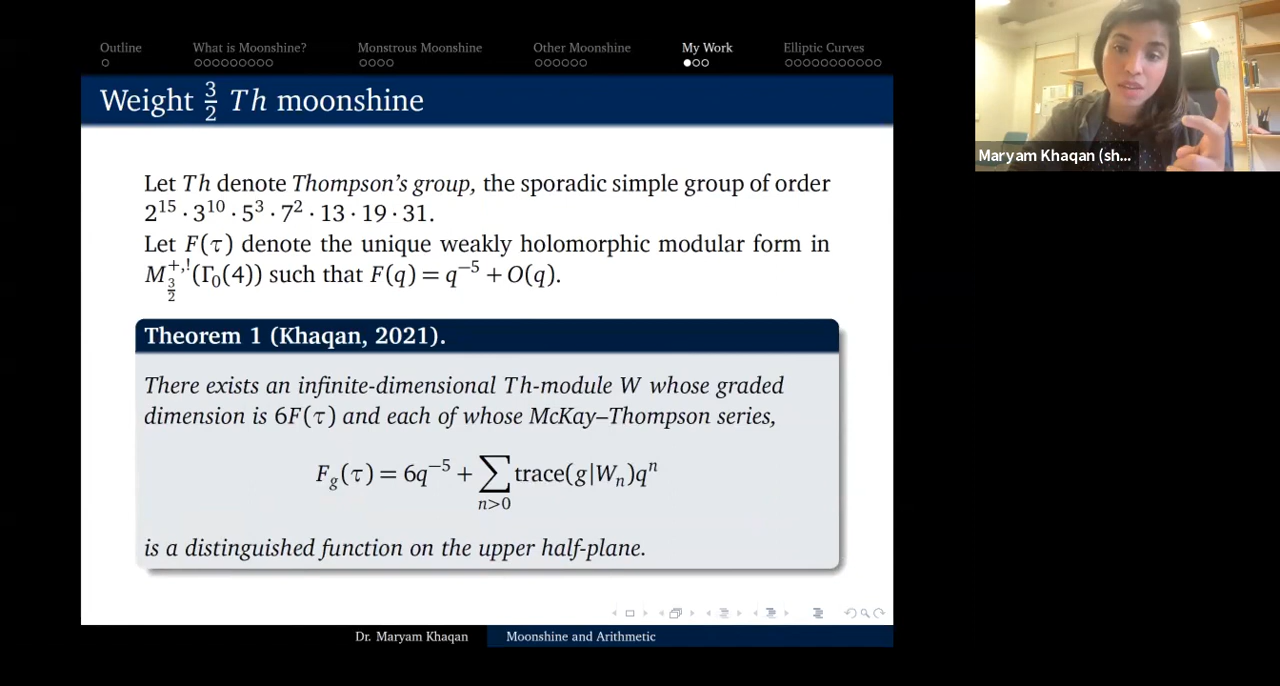 Outline What is Moonshine? Monstrous Moonshine Other Moonshine My Work Elliptic Curves
Weight 3/2 Th moonshine
Let Th denote Thompson's group, the sporadic simple group of order
2^15 · 3^10 · 5^3 · 7^2 · 13 · 19 · 31.
Let F(τ) denote the unique weakly holomorphic modular form in
M^{+,!}_{3/2}(Γ₀(4)) such that F(q) = q^{−5} + O(q).
Theorem 1 (Khaqan, 2021).
There exists an infinite-dimensional Th-module W whose graded
dimension is 6F(τ) and each of whose McKay–Thompson series,
F_g(τ) = 6q^{−5} + ∑_{n>0} trace(g|W_n)q^n
is a distinguished function on the upper half-plane.
Dr. Maryam Khaqan Moonshine and Arithmetic
Maryam Khaqan (sh...